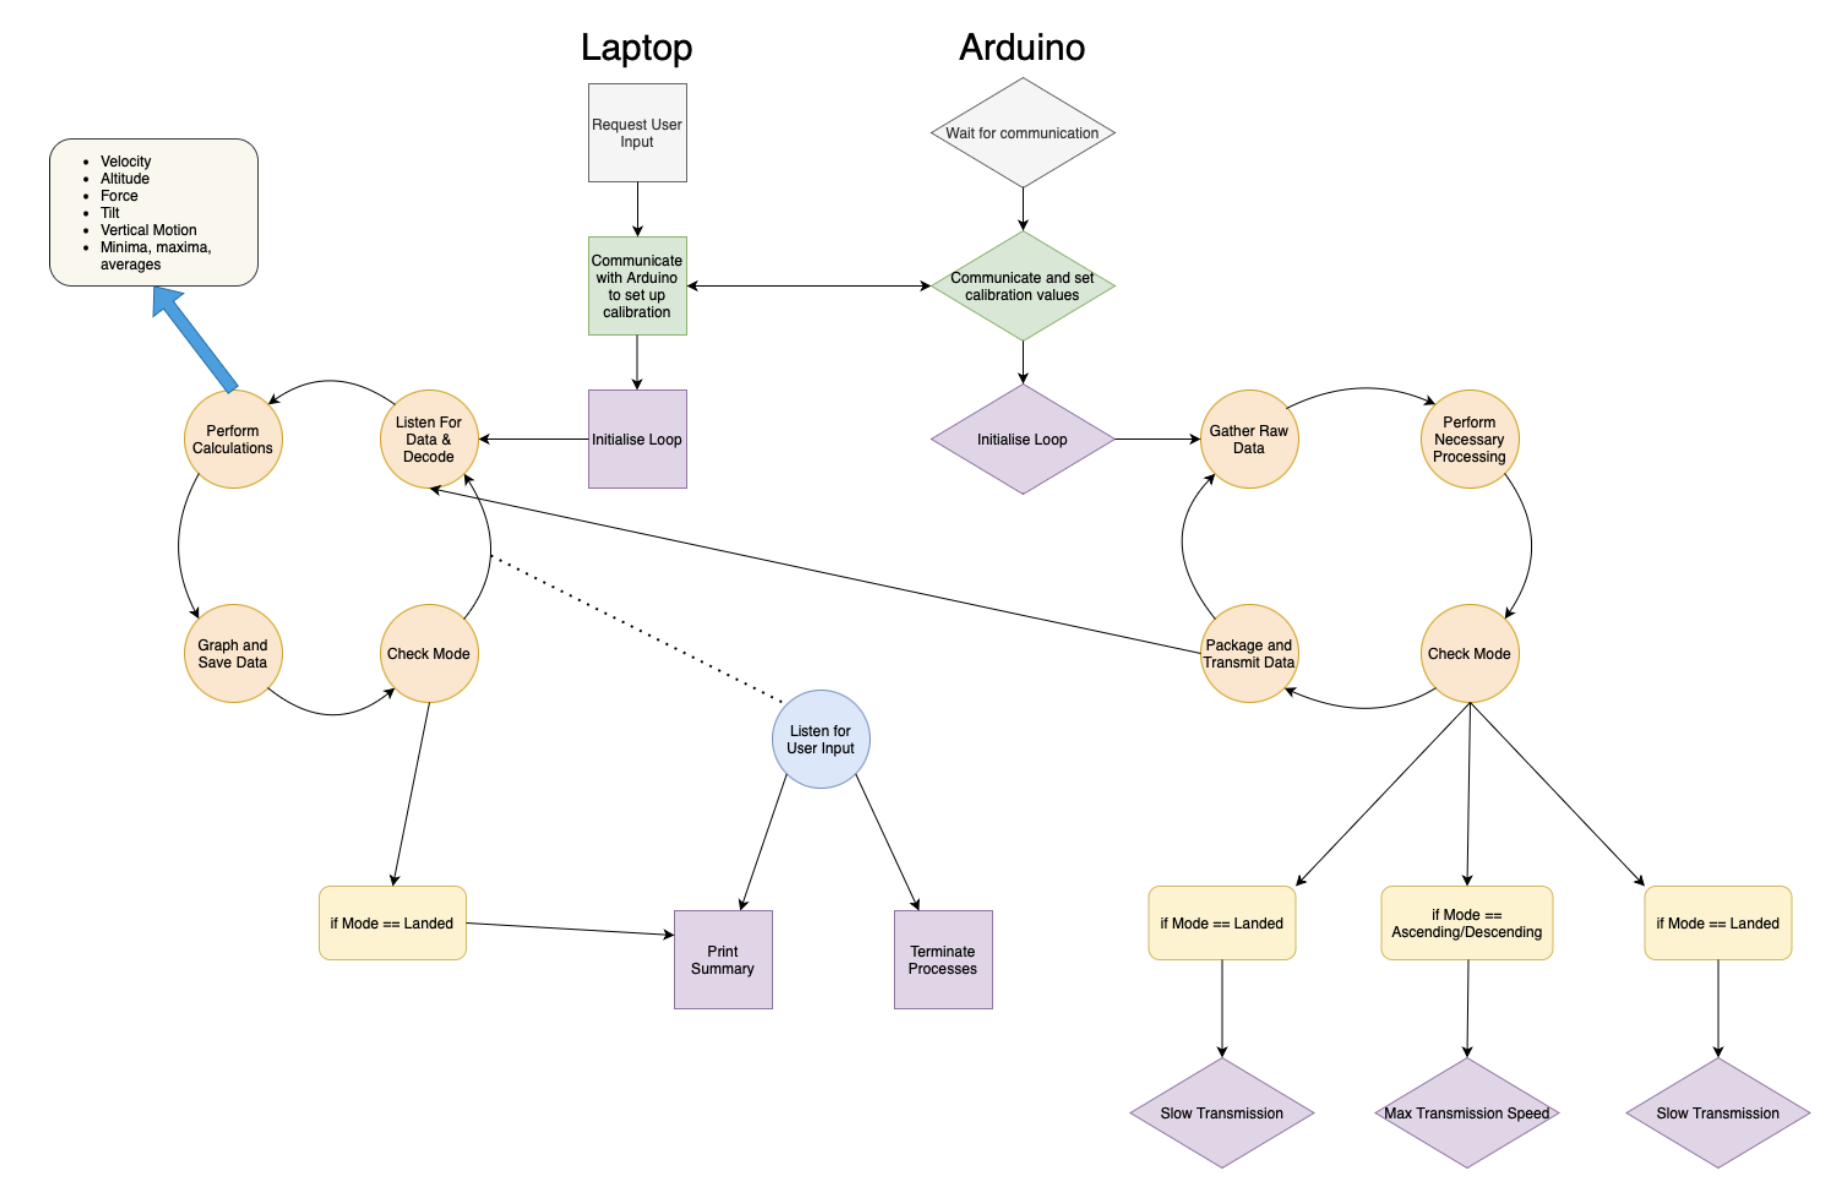 Laptop
Arduino
Request User
Input
Wait for communication
• Velocity
• Altitude
• Force
• Tilt
• Vertical Motion
• Minima, maxima,
averages
Communicate
with Arduino
to set up
calibration
Communicate and set
calibration values
Perform
Calculations
Listen For
Data &
Decode
Initialise Loop
Initialise Loop
Gather Raw
Data
Perform
Necessary
Processing
Graph and
Save Data
Check Mode
Package and
Transmit Data
Check Mode
Listen for
User Input
if Mode == Landed
Print
Summary
Terminate
Processes
if Mode == Landed
if Mode ==
Ascending/Descending
if Mode == Landed
Slow Transmission
Max Transmission Speed
Slow Transmission